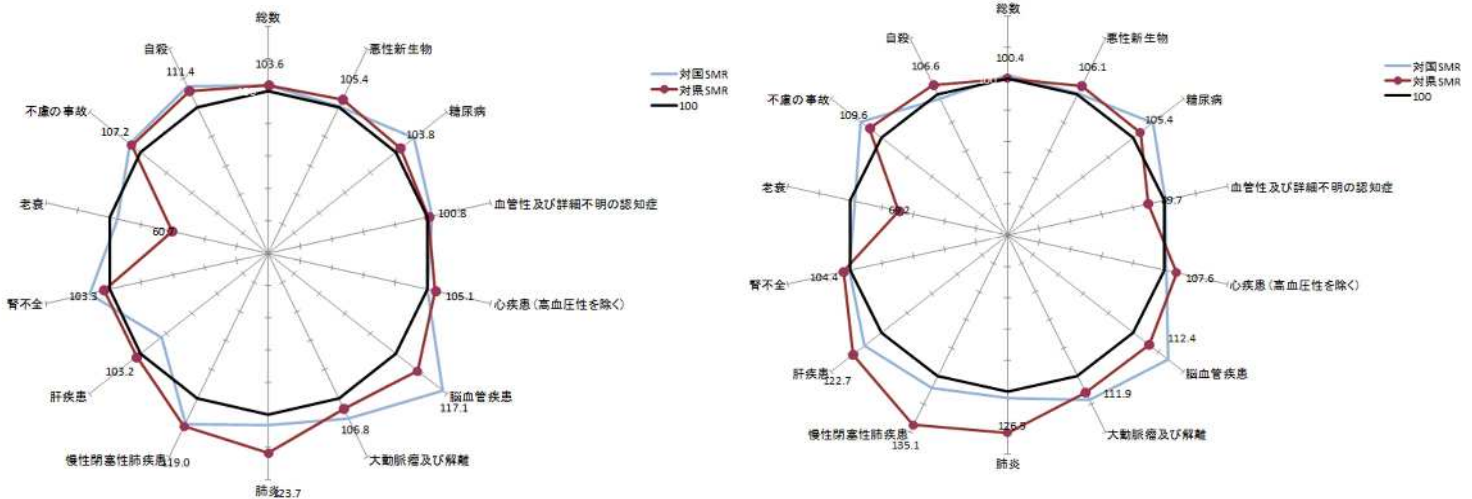 総数
103.6
悪性新生物
105.4
糖尿病
103.8
血管性及び詳細不明の認知症
100.8
心疾患(高血圧性を除く)
105.1
脳血管疾患
117.1
大動脈瘤及び解離
106.8
肺炎
123.7
慢性閉塞性肺疾患
119.0
肝疾患
103.2
腎不全
103.3
老衰
60.7
不慮の事故
107.2
自殺
111.4
対国SMR
対県SMR
100
総数
100.4
悪性新生物
106.1
糖尿病
105.4
血管性及び詳細不明の認知症
89.7
心疾患(高血圧性を除く)
107.6
脳血管疾患
112.4
大動脈瘤及び解離
111.9
肺炎
126.9
慢性閉塞性肺疾患
135.1
肝疾患
122.7
腎不全
104.4
老衰
69.2
不慮の事故
109.6
自殺
106.6
対国SMR
対県SMR
100